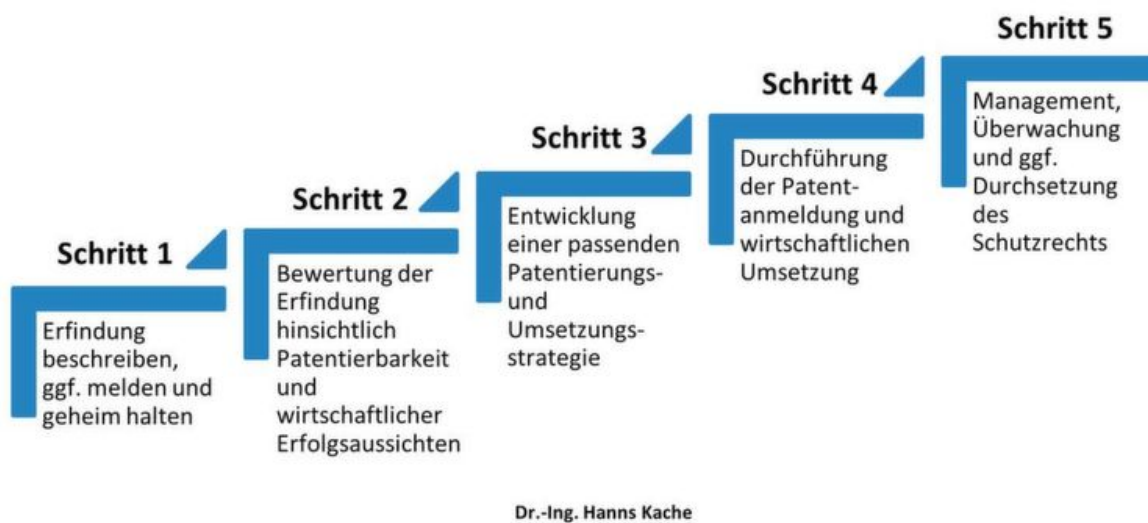 Schritt 1
Erfindung
beschreiben,
ggf. melden und
geheim halten
Schritt 2
Bewertung der
Erfindung
hinsichtlich
Patentierbarkeit
und
wirtschaftlicher
Erfolgsaussichten
Schritt 3
Entwicklung
einer passenden
Patentierungs-
und
Umsetzungs-
strategie
Schritt 4
Durchführung
der Patent-
anmeldung und
wirtschaftlichen
Umsetzung
Schritt 5
Management,
Überwachung
und ggf.
Durchsetzung
des
Schutzrechts
Dr.-Ing. Hanns Kache